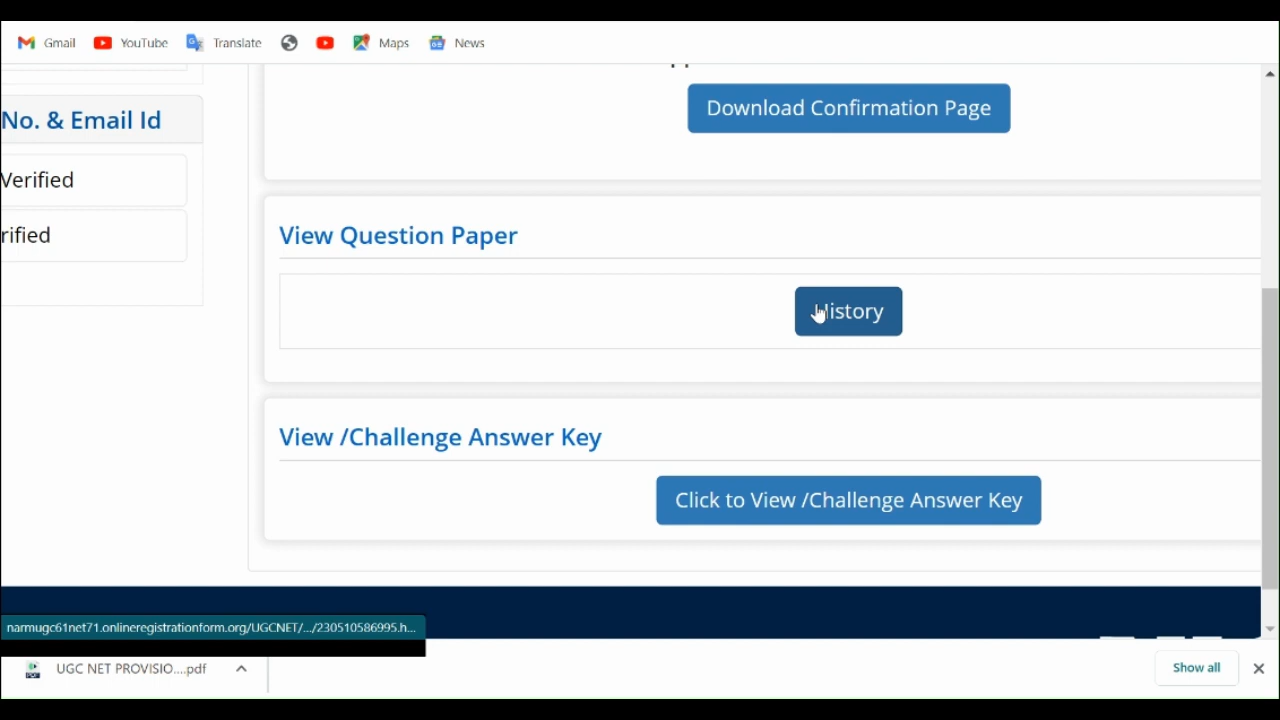 Gmail YouTube Translate Maps News
Download Confirmation Page
No. & Email Id
Verified
rified
View Question Paper
History
View /Challenge Answer Key
Click to View /Challenge Answer Key
narmugc61net71.onlineregistrationform.org/UGCNET/.../230510586995.h...
UGC NET PROVISIO....pdf
Show all